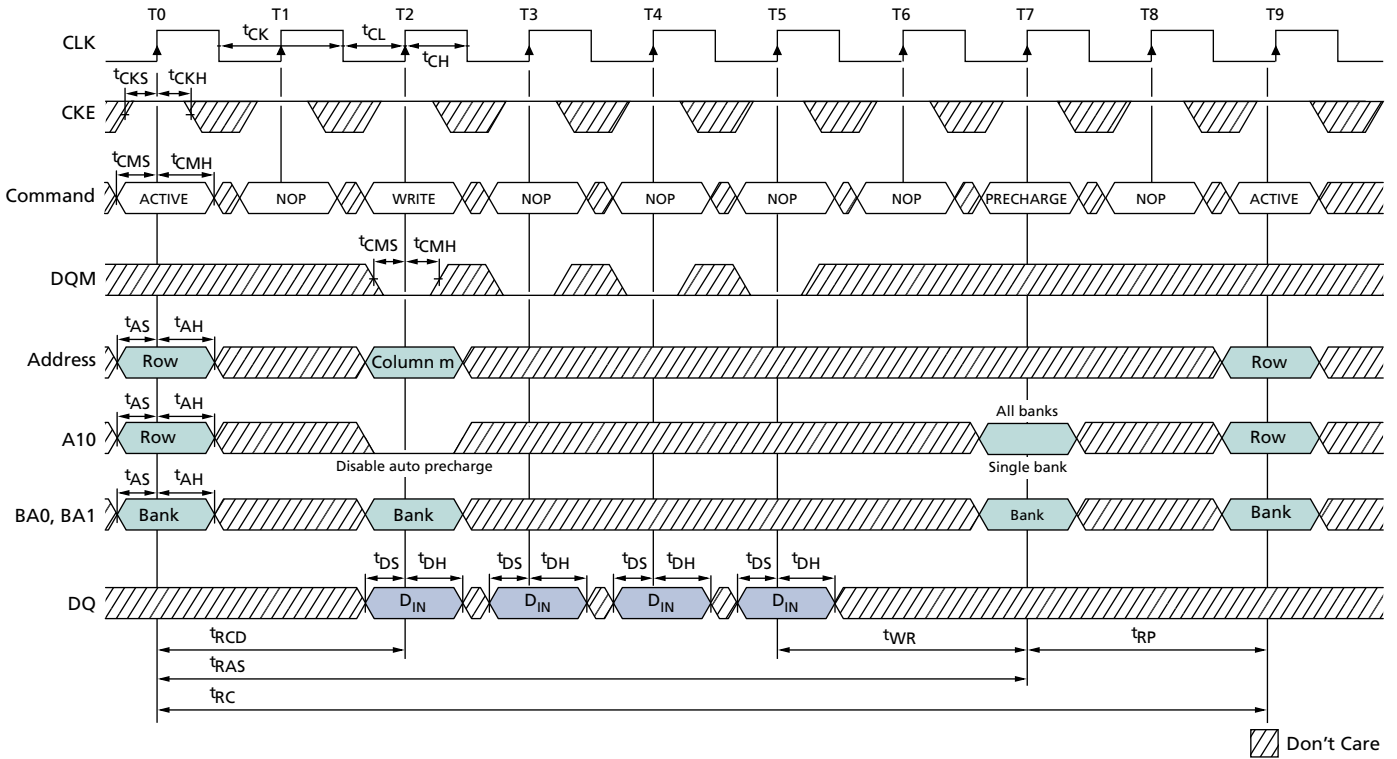 T0 T1 T2 T3 T4 T5 T6 T7 T8 T9
CLK
tCK tCL
tCH
tCKS tCKH
CKE
tCMS tCMH
Command ACTIVE NOP WRITE NOP NOP NOP NOP PRECHARGE NOP ACTIVE
tCMS tCMH
DQM
tAS tAH
Address Row Column m Row
tAS tAH
All banks
A10 Row Row
Disable auto precharge Single bank
tAS tAH
BA0, BA1 Bank Bank Bank Bank
tDS tDH tDS tDH tDS tDH tDS tDH
DQ DIN DIN DIN DIN
tRCD tWR tRP
tRAS
tRC
Don't Care